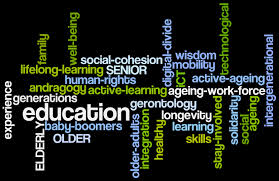 family
well-being
digital-divide
wisdom
technological
intergenerational
social-cohesion
mobility
lifelong-learning
SENIOR
human-rights
ICT
active-ageing
andragogy
active-learning
ageing-work-force
experience
generations
gerontology
education
longevity
stay-involved
solidarity
social
ageing
baby-boomers
learning
ELDERLY
OLDER
older-adults
integration
healthy
skills